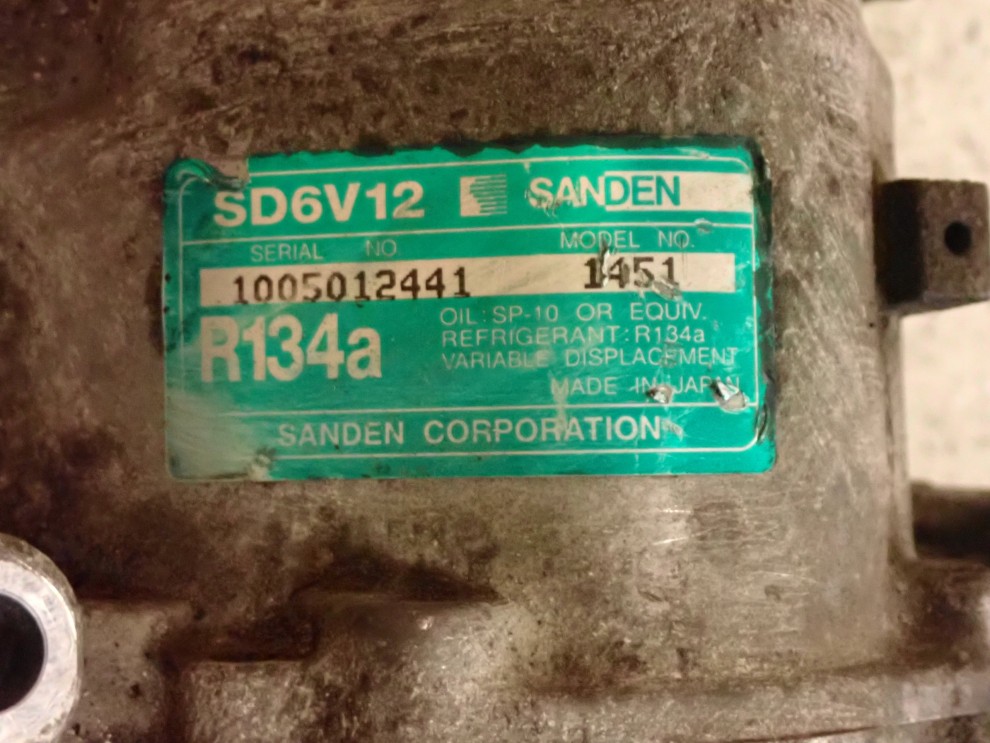 SD6V12 SANDEN
SERIAL NO MODEL NO.
1005012441 1451
R134a
OIL:SP-10 OR EQUIV.
REFRIGERANT:R134a
VARIABLE DISPLACEMENT
MADE IN JAPAN
SANDEN CORPORATION